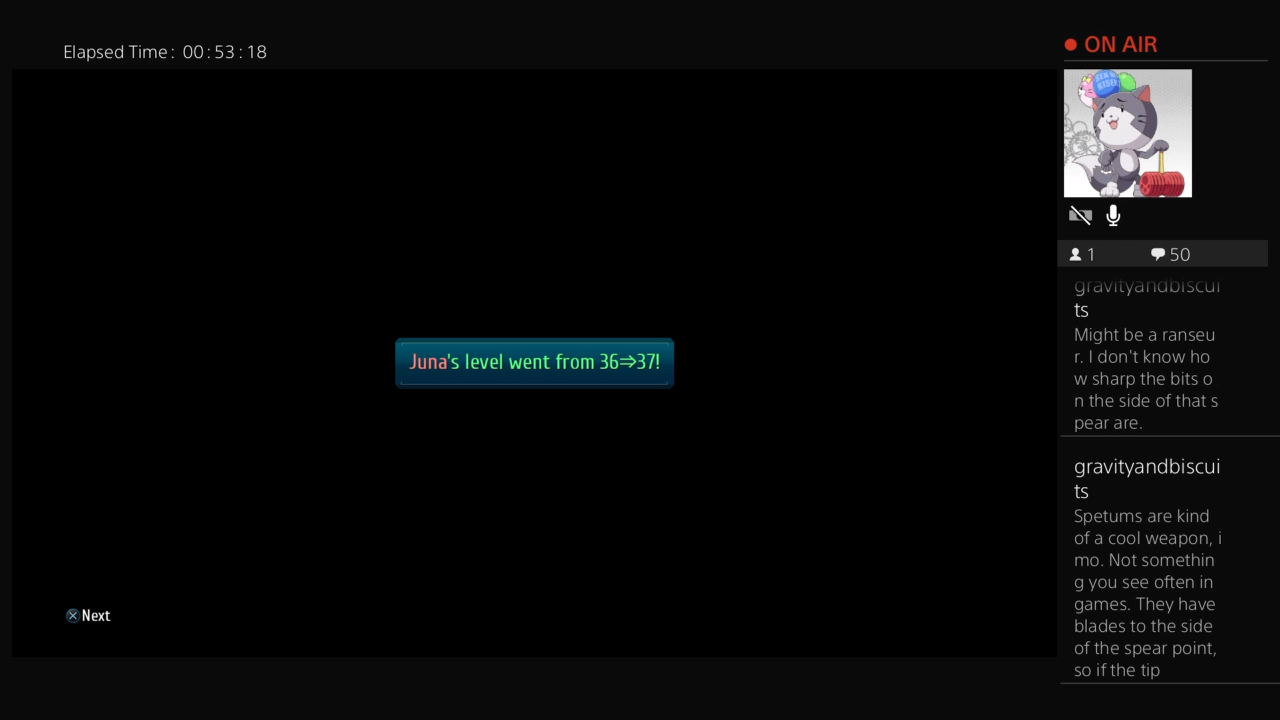 Elapsed Time: 00:53:18
ON AIR
1
50
gravityandbiscui
ts
Might be a ranseu
r. I don't know ho
w sharp the bits o
n the side of that s
pear are.
gravityandbiscui
ts
Spetums are kind
of a cool weapon, i
mo. Not somethin
g you see often in
games. They have
blades to the side
of the spear point,
so if the tip
Juna's level went from 36⇒37!
Next